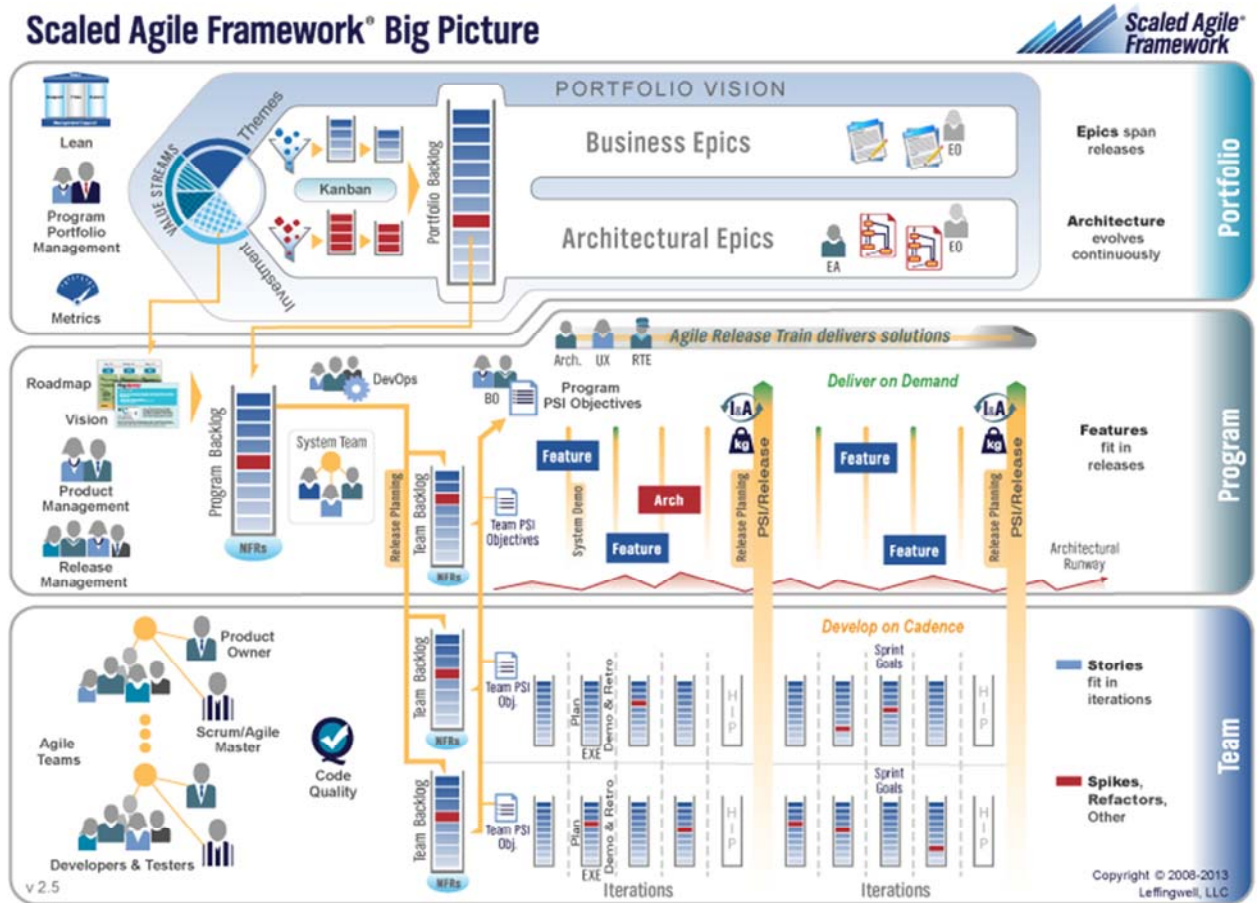 Scaled Agile Framework® Big Picture
Scaled Agile®
Framework
Lean
Program
Portfolio
Management
Metrics
VALUE STREAMS
Themes
Investment
Kanban
Portfolio Backlog
PORTFOLIO VISION
Business Epics
EO
Architectural Epics
EA
EO
Epics span
releases
Architecture
evolves
continuously
Portfolio
Roadmap
Vision
Product
Management
Release
Management
Program Backlog
NFRs
DevOps
System Team
Release Planning
Team Backlog
NFRs
BO
Program
PSI Objectives
Team PSI
Objectives
Arch.
UX
RTE
Agile Release Train delivers solutions
Deliver on Demand
Feature
System Demo
Feature
Arch
I&A
kg
Release Planning
PSI/Release
Feature
Feature
I&A
kg
Release Planning
PSI/Release
Architectural
Runway
Features
fit in
releases
Program
Product
Owner
Scrum/Agile
Master
Agile
Teams
Developers & Testers
Code
Quality
v 2.5
Team Backlog
NFRs
Team PSI
Obj.
Team Backlog
NFRs
Team PSI
Obj.
Develop on Cadence
Plan
EXE
Demo & Retro
HIP
Sprint
Goals
HIP
Plan
EXE
Demo & Retro
HIP
Sprint
Goals
HIP
Iterations
Iterations
Stories
fit in
iterations
Spikes,
Refactors,
Other
Team
Copyright © 2008-2013
Leffingwell, LLC